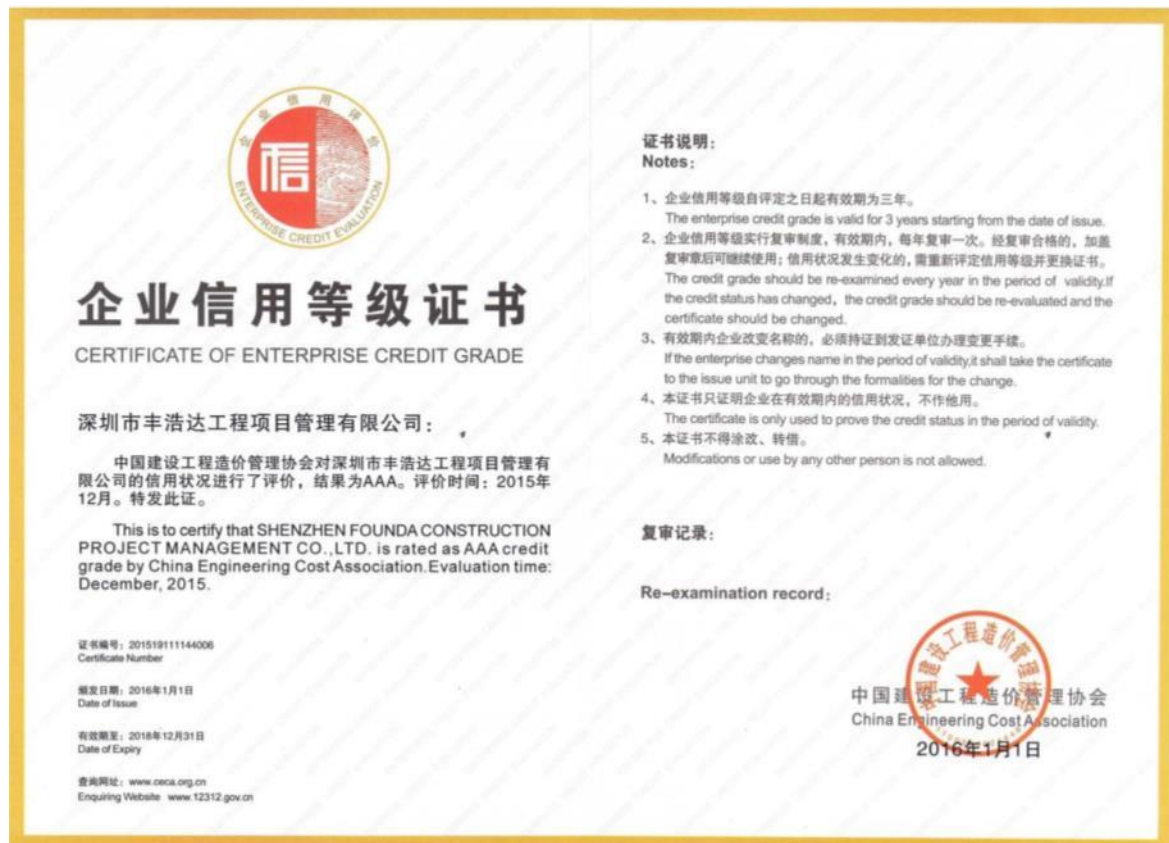 企业信用评价
信
ENTERPRISE CREDIT EVALUATION
企业信用等级证书
CERTIFICATE OF ENTERPRISE CREDIT GRADE
深圳市丰浩达工程项目管理有限公司：
中国建设工程造价管理协会对深圳市丰浩达工程项目管理有
限公司的信用状况进行了评价，结果为AAA。评价时间：2015年
12月。特发此证。
This is to certify that SHENZHEN FOUNDA CONSTRUCTION
PROJECT MANAGEMENT CO.,LTD. is rated as AAA credit
grade by China Engineering Cost Association.Evaluation time:
December, 2015.
证书编号：201519111144006
Certificate Number
颁发日期：2016年1月1日
Date of Issue
有效期至：2018年12月31日
Date of Expiry
查询网址：www.ceca.org.cn
Enquiring Website www.12312.gov.cn
证书说明：
Notes：
1、企业信用等级自评定之日起有效期为三年。
The enterprise credit grade is valid for 3 years starting from the date of issue.
2、企业信用等级实行复审制度，有效期内，每年复审一次。经复审合格的，加盖
复审章后可继续使用；信用状况发生变化的，需重新评定信用等级并更换证书。
The credit grade should be re-examined every year in the period of validity.If
the credit status has changed，the credit grade should be re-evaluated and the
certificate should be changed.
3、有效期内企业改变名称的，必须持证到发证单位办理变更手续。
If the enterprise changes name in the period of validity,it shall take the certificate
to the issue unit to go through the formalities for the change.
4、本证书只证明企业在有效期内的信用状况，不作他用。
The certificate is only used to prove the credit status in the period of validity.
5、本证书不得涂改、转借。
Modifications or use by any other person is not allowed.
复审记录：
Re-examination record：
中国建设工程造价管理协会
中国建设工程造价管理协会
China Engineering Cost Association
2016年1月1日